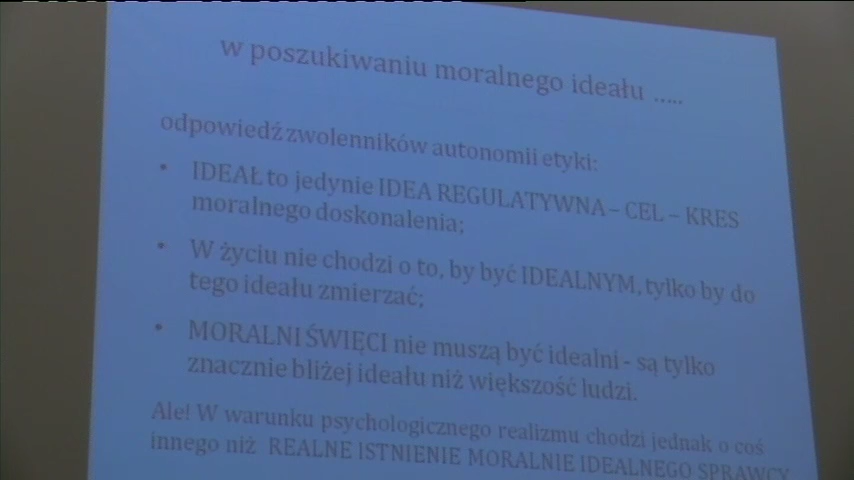 w poszukiwaniu moralnego ideału .....
odpowiedź zwolenników autonomii etyki:
• IDEAŁ to jedynie IDEA REGULATYWNA – CEL – KRES
moralnego doskonalenia;
• W życiu nie chodzi o to, by być IDEALNYM, tylko by do
tego ideału zmierzać;
• MORALNI ŚWIĘCI nie muszą być idealni - są tylko
znacznie bliżej ideału niż większość ludzi.
Ale! W warunku psychologicznego realizmu chodzi jednak o coś
innego niż REALNE ISTNIENIE MORALNIE IDEALNEGO SPRAWCY